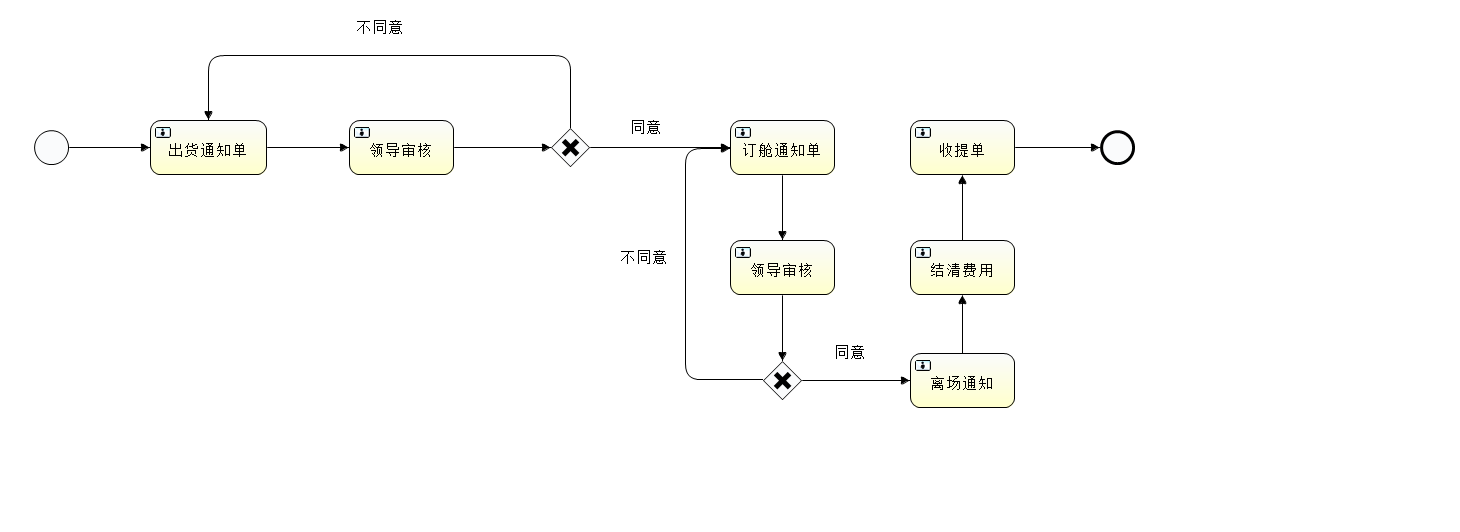 不同意
出货通知单
领导审核
同意
订舱通知单
收提单
不同意
领导审核
结清费用
同意
离场通知